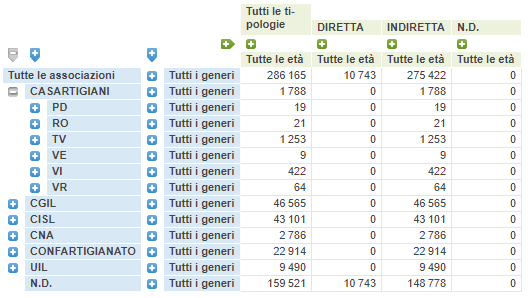 Tutti le ti-
pologie DIRETTA INDIRETTA N.D.
Tutte le età Tutte le età Tutte le età Tutte le età
Tutte le associazioni Tutti i generi 286 165 10 743 275 422 0
CASARTIGIANI Tutti i generi 1 788 0 1 788 0
PD Tutti i generi 19 0 19 0
RO Tutti i generi 21 0 21 0
TV Tutti i generi 1 253 0 1 253 0
VE Tutti i generi 9 0 9 0
VI Tutti i generi 422 0 422 0
VR Tutti i generi 64 0 64 0
CGIL Tutti i generi 46 565 0 46 565 0
CISL Tutti i generi 43 101 0 43 101 0
CNA Tutti i generi 2 786 0 2 786 0
CONFARTIGIANATO Tutti i generi 22 914 0 22 914 0
UIL Tutti i generi 9 490 0 9 490 0
N.D. Tutti i generi 159 521 10 743 148 778 0